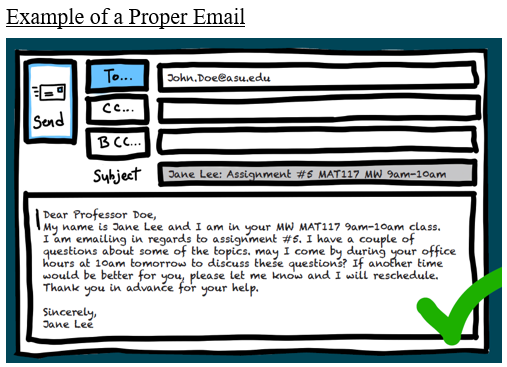 Example of a Proper Email
To...
John.Doe@asu.edu
Send
CC...
BCC...
Subject
Jane Lee: Assignment #5 MAT117 MW 9am-10am
Dear Professor Doe,
My name is Jane Lee and I am in your MW MAT117 9am-10am class.
I am emailing in regards to assignment #5. I have a couple of
questions about some of the topics. may I come by during your office
hours at 10am tomorrow to discuss these questions? If another time
would be better for you, please let me know and I will reschedule.
Thank you in advance for your help.
Sincerely,
Jane Lee